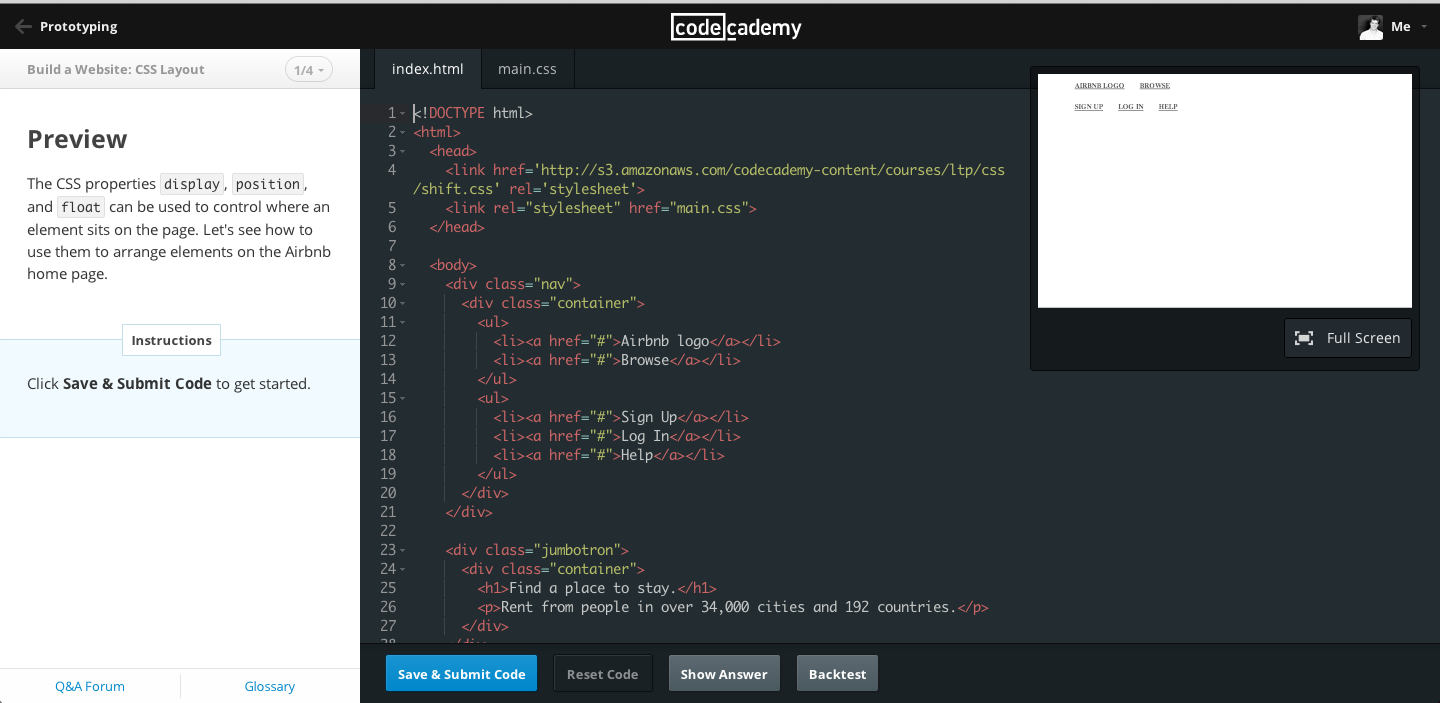 Prototyping
codecademy
Me
Build a Website: CSS Layout
1/4
Preview
The CSS properties display, position,
and float can be used to control where an
element sits on the page. Let's see how to
use them to arrange elements on the Airbnb
home page.
Instructions
Click Save & Submit Code to get started.
Q&A Forum
Glossary
index.html
main.css
1 <!DOCTYPE html>
2 <html>
3 <head>
4 <link href='http://s3.amazonaws.com/codecademy-content/courses/ltp/css
/shift.css' rel='stylesheet'>
5 <link rel="stylesheet" href="main.css">
6 </head>
7
8 <body>
9 <div class="nav">
10 <div class="container">
11 <ul>
12 <li><a href="#">Airbnb logo</a></li>
13 <li><a href="#">Browse</a></li>
14 </ul>
15 <ul>
16 <li><a href="#">Sign Up</a></li>
17 <li><a href="#">Log In</a></li>
18 <li><a href="#">Help</a></li>
19 </ul>
20 </div>
21 </div>
22
23 <div class="jumbotron">
24 <div class="container">
25 <h1>Find a place to stay.</h1>
26 <p>Rent from people in over 34,000 cities and 192 countries.</p>
27 </div>
AIRBNB LOGO BROWSE
SIGN UP LOG IN HELP
Full Screen
Save & Submit Code
Reset Code
Show Answer
Backtest